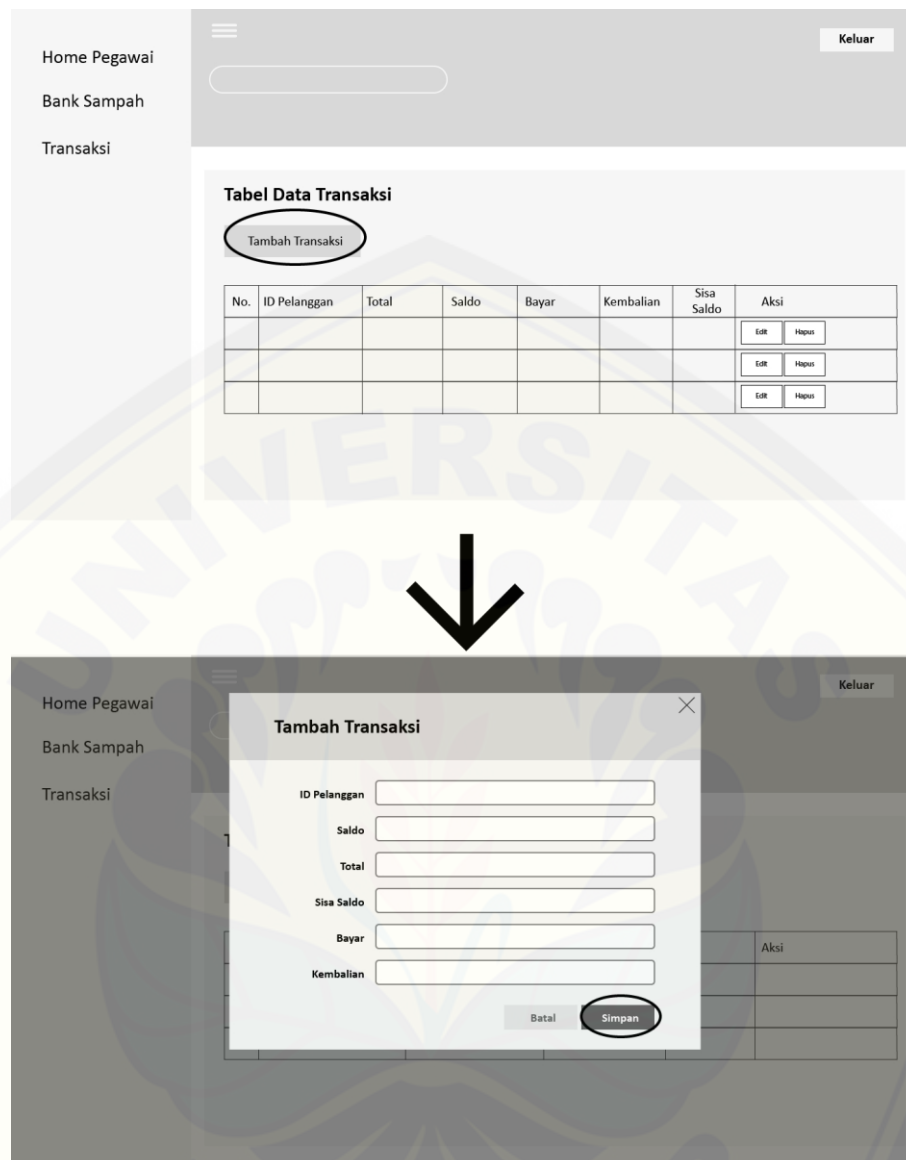 Home Pegawai
Bank Sampah
Transaksi
Keluar
Tabel Data Transaksi
Tambah Transaksi
No. ID Pelanggan Total Saldo Bayar Kembalian Sisa Saldo Aksi
Edit Hapus
Edit Hapus
Edit Hapus
UNIVERSITAS
Home Pegawai
Bank Sampah
Transaksi
Keluar
Tambah Transaksi
ID Pelanggan
Saldo
Total
Sisa Saldo
Bayar
Kembalian
Batal Simpan
T
Aksi